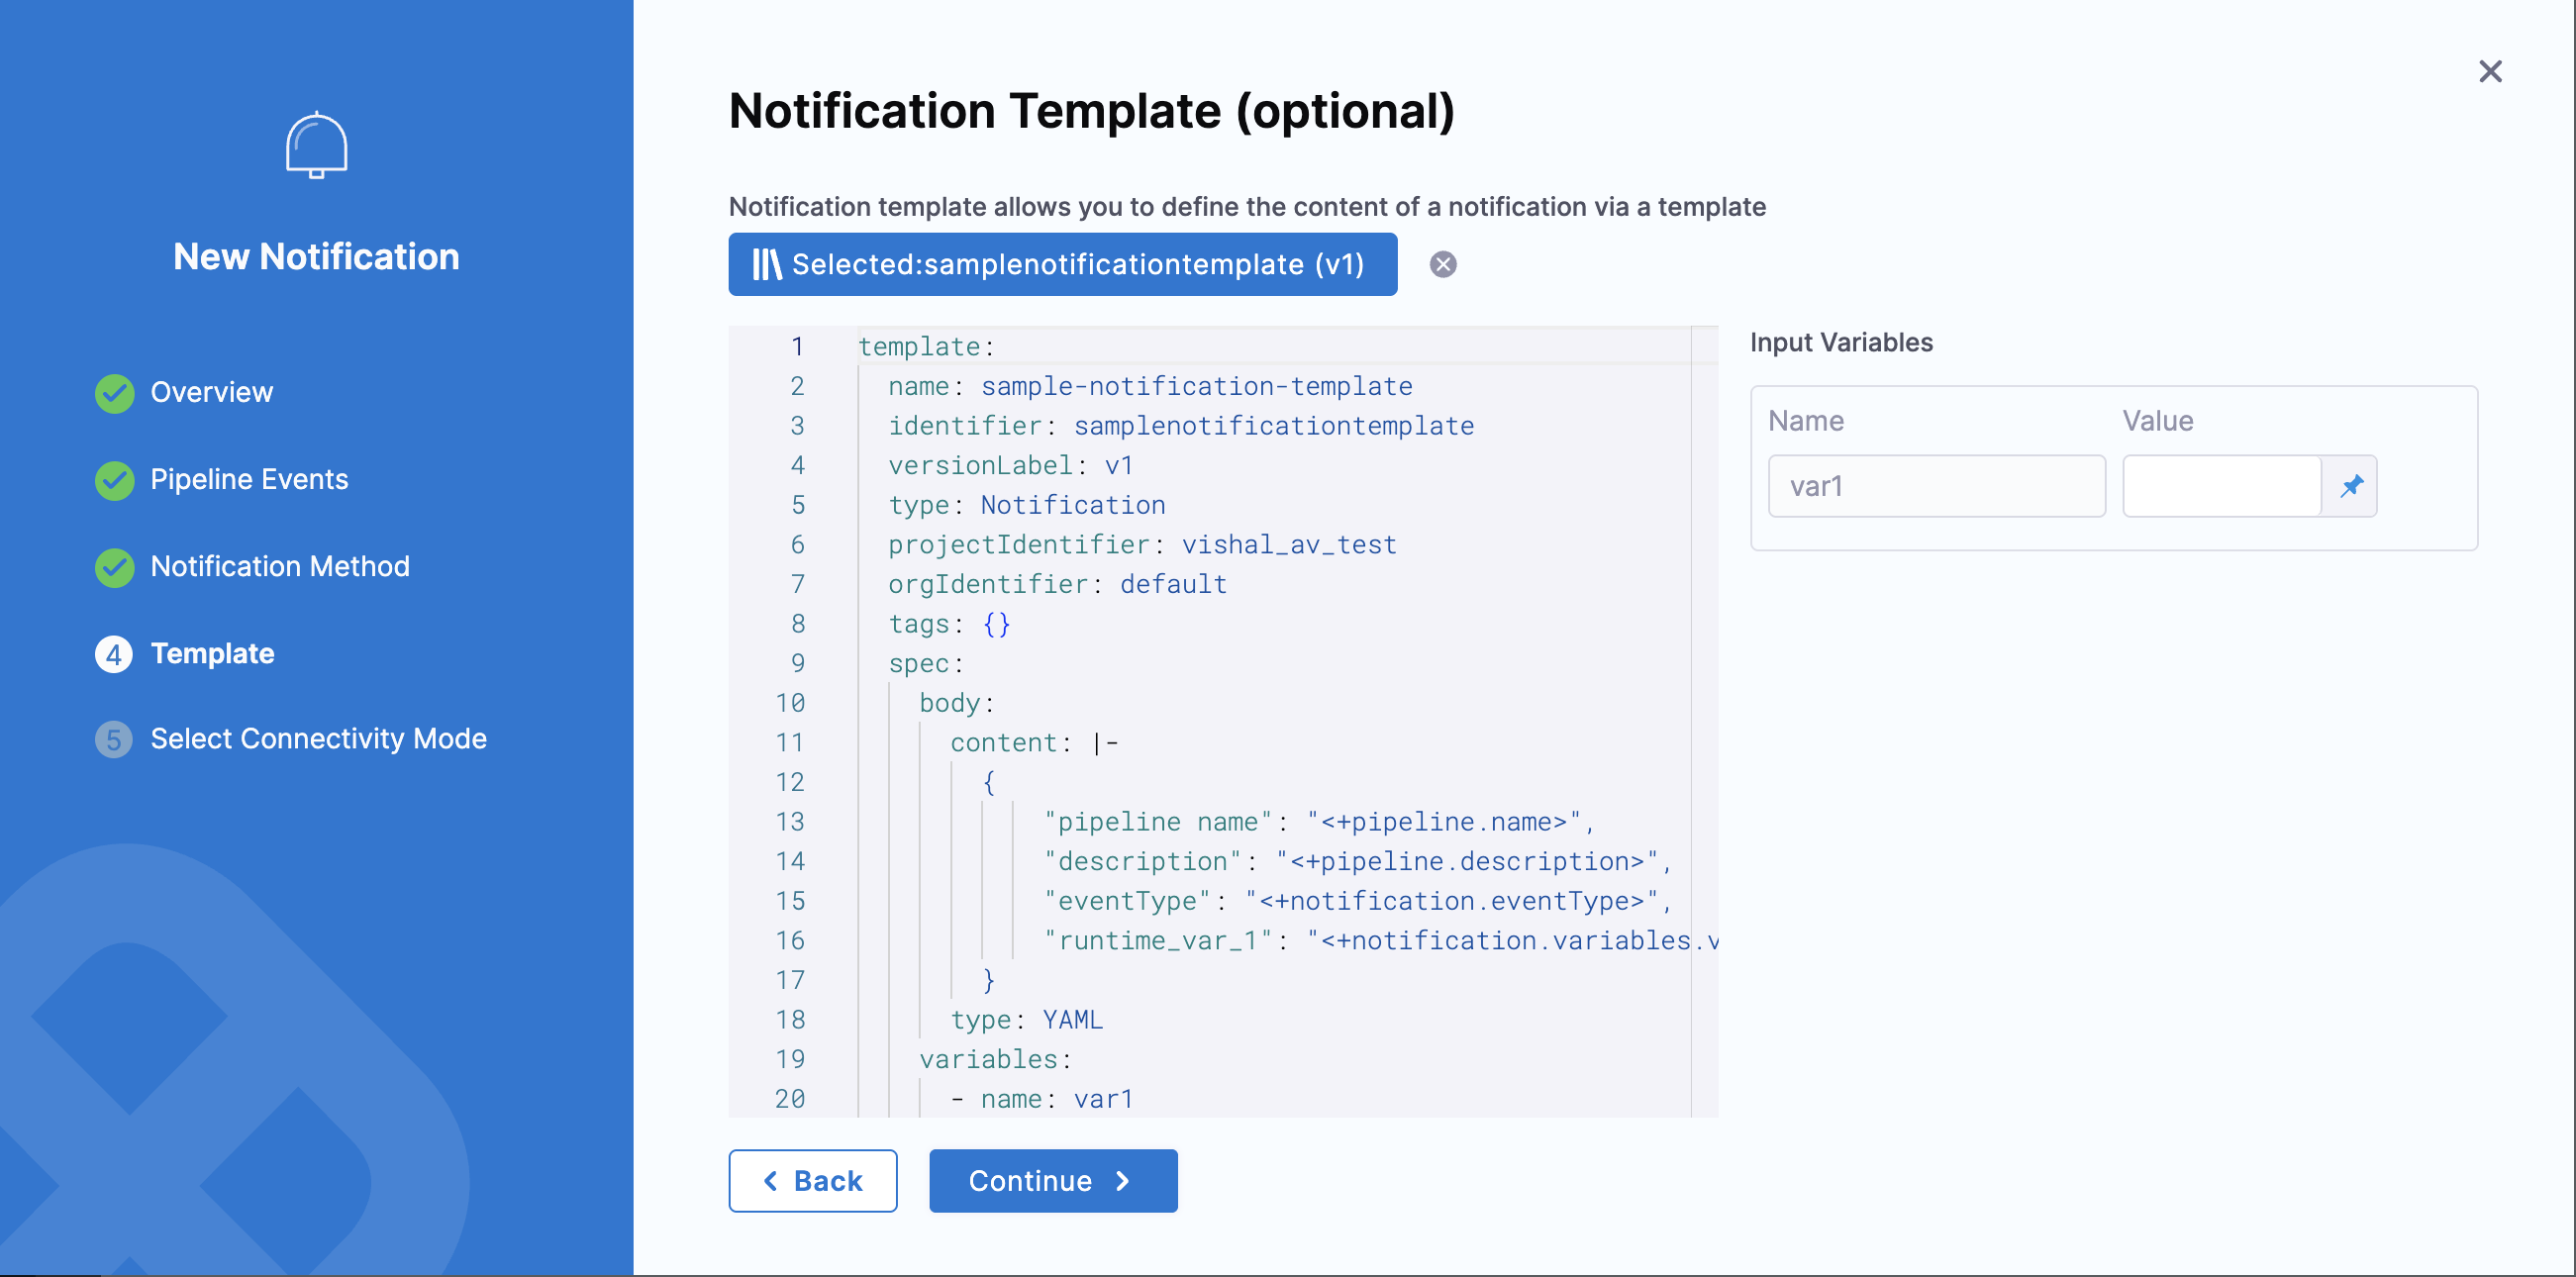 New Notification
Overview
Pipeline Events
Notification Method
4 Template
5 Select Connectivity Mode
Notification Template (optional)
Notification template allows you to define the content of a notification via a template
Selected:samplenotificationtemplate (v1)
1 template:
2 name: sample-notification-template
3 identifier: samplenotificationtemplate
4 versionLabel: v1
5 type: Notification
6 projectIdentifier: vishal_av_test
7 orgIdentifier: default
8 tags: {}
9 spec:
10 body:
11 content: |-
12 {
13 "pipeline name": "<+pipeline.name>",
14 "description": "<+pipeline.description>",
15 "eventType": "<+notification.eventType>",
16 "runtime_var_1": "<+notification.variables.v
17 }
18 type: YAML
19 variables:
20 - name: var1
Input Variables
Name Value
var1
Back
Continue